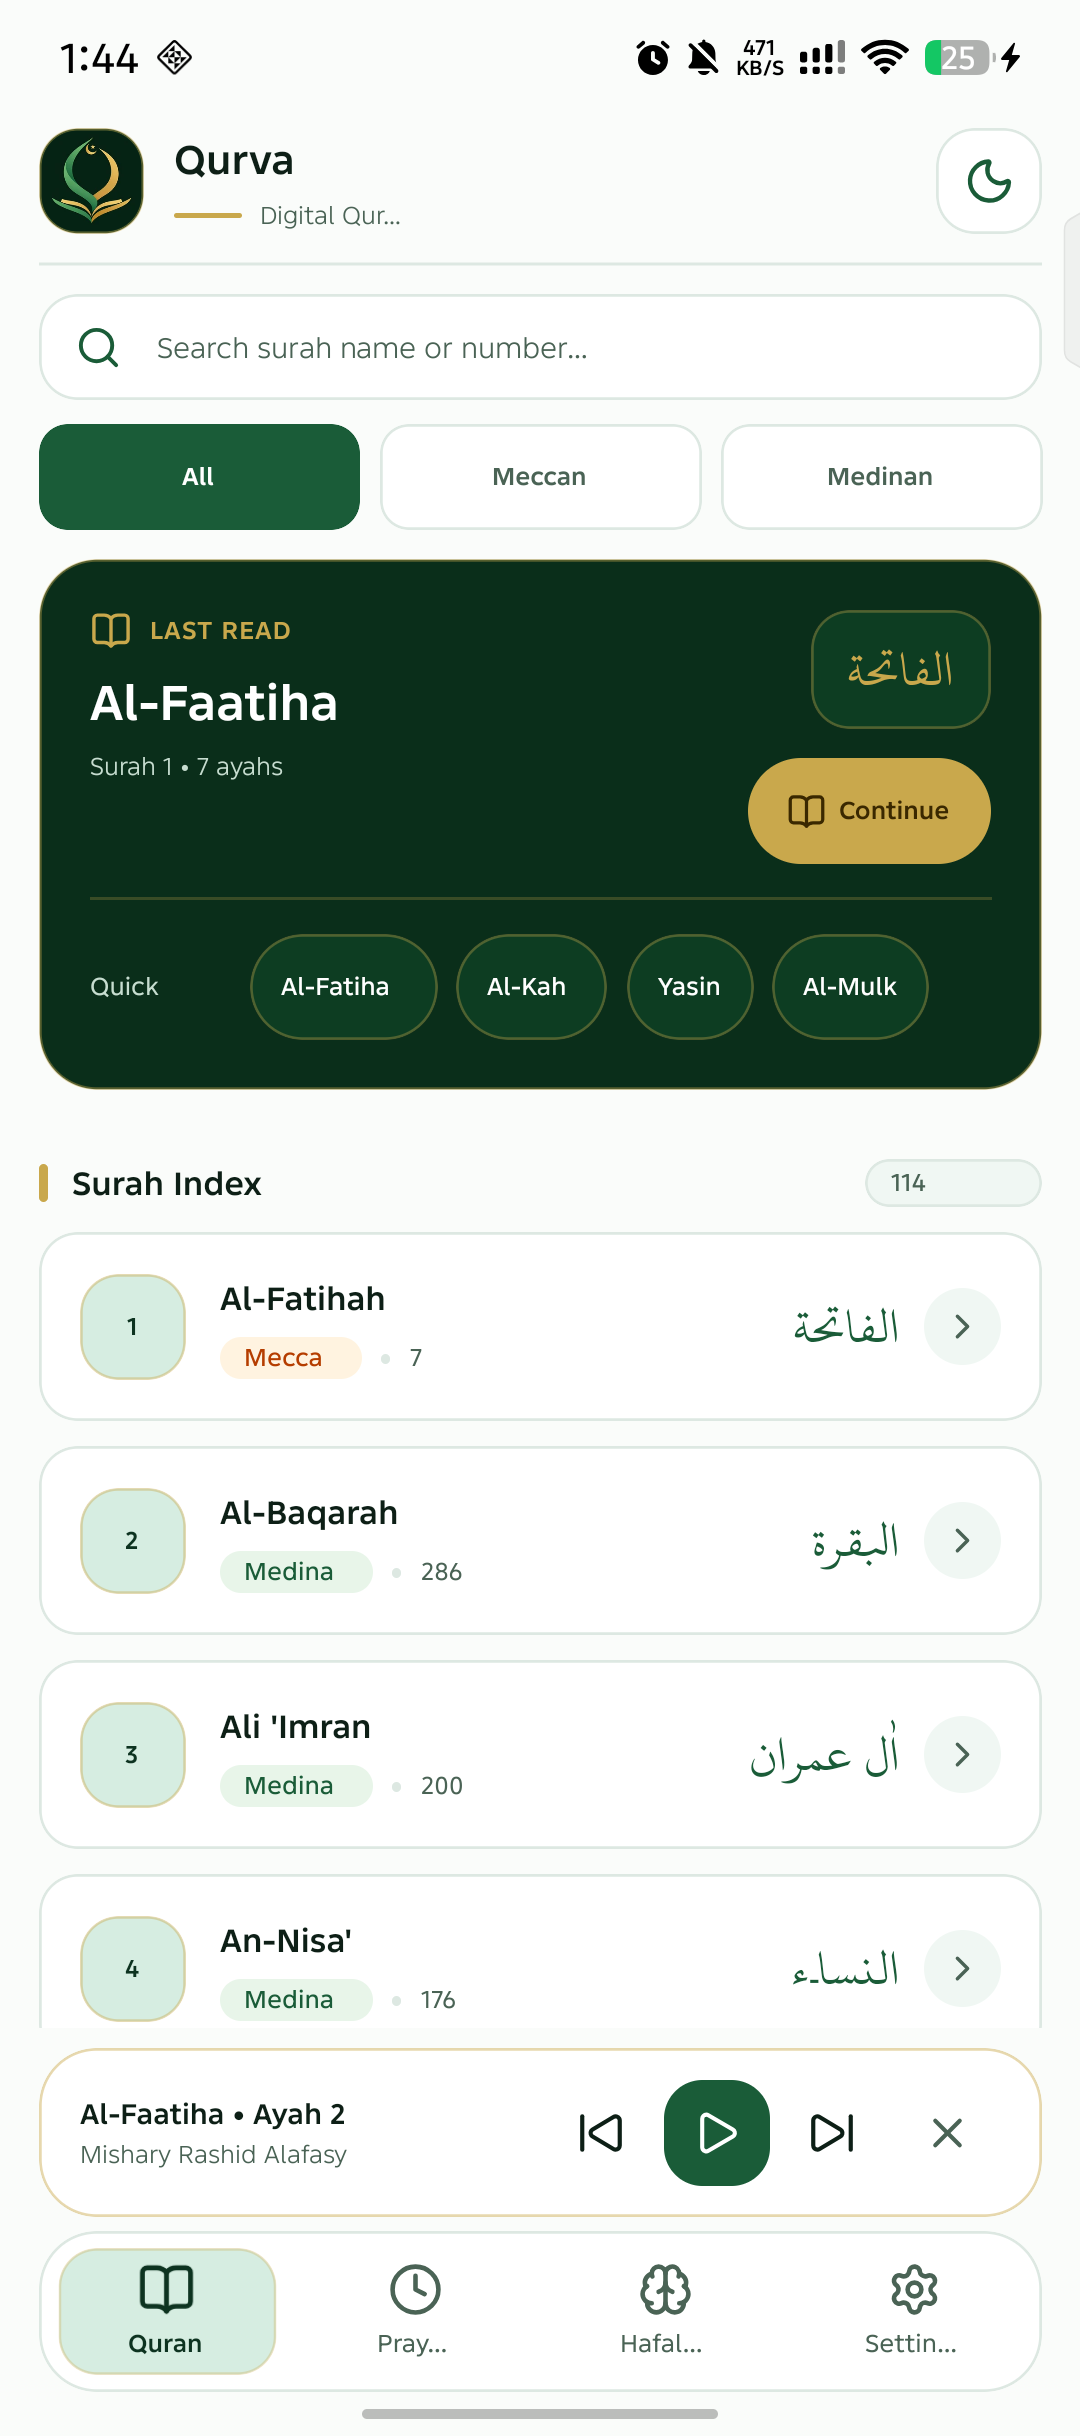 1:44
471
KB/S
25
Qurva
Digital Qur...
Search surah name or number...
All
Meccan
Medinan
LAST READ
الفاتحة
Al-Faatiha
Surah 1 • 7 ayahs
Continue
Quick
Al-Fatiha
Al-Kah
Yasin
Al-Mulk
Surah Index
114
1
Al-Fatihah
Mecca • 7
الفاتحة
2
Al-Baqarah
Medina • 286
البقرة
3
Ali 'Imran
Medina • 200
اٰل عمران
4
An-Nisa'
Medina • 176
النساۤء
Al-Faatiha • Ayah 2
Mishary Rashid Alafasy
Quran
Pray...
Hafal...
Settin...